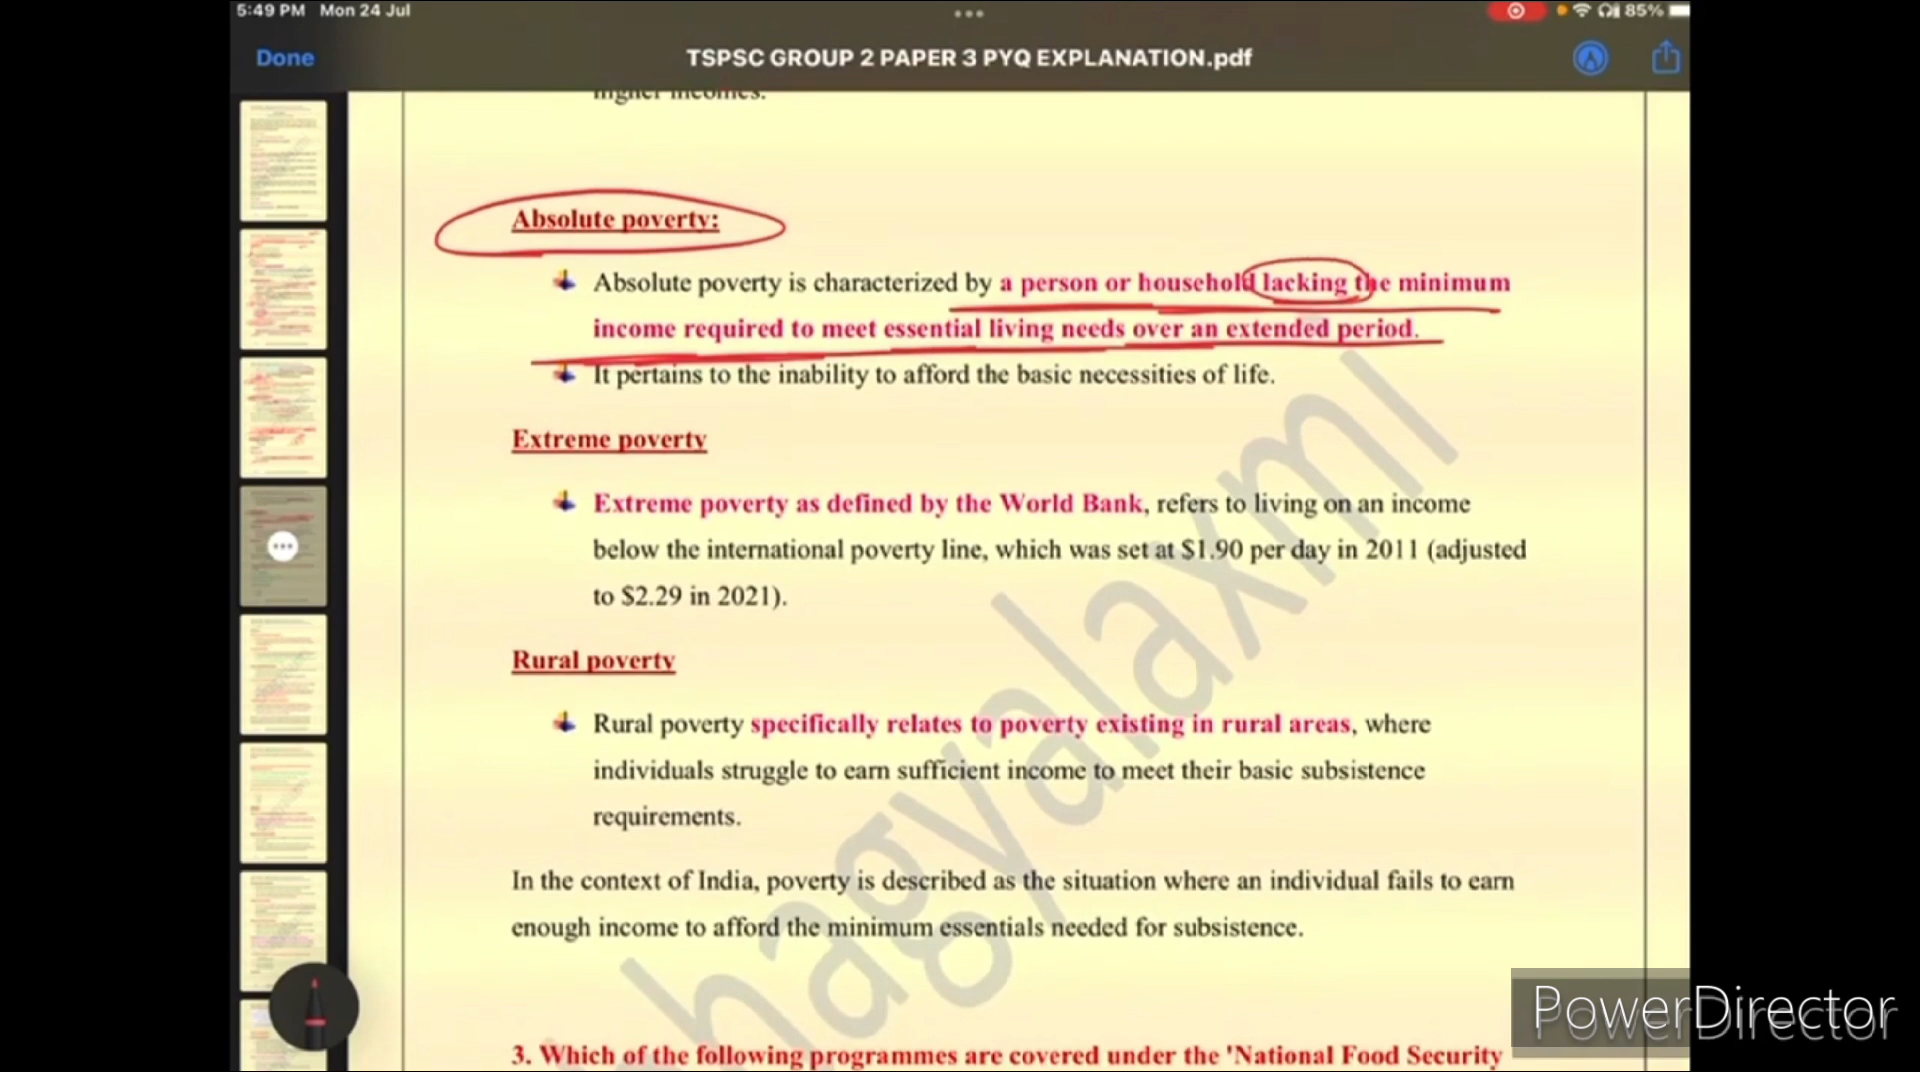 5:49 PM Mon 24 Jul
85%
Done
TSPSC GROUP 2 PAPER 3 PYQ EXPLANATION.pdf
higher incomes.
Absolute poverty:
Absolute poverty is characterized by a person or household lacking the minimum
income required to meet essential living needs over an extended period.
It pertains to the inability to afford the basic necessities of life.
Extreme poverty
Extreme poverty as defined by the World Bank, refers to living on an income
below the international poverty line, which was set at $1.90 per day in 2011 (adjusted
to $2.29 in 2021).
Rural poverty
Rural poverty specifically relates to poverty existing in rural areas, where
individuals struggle to earn sufficient income to meet their basic subsistence
requirements.
In the context of India, poverty is described as the situation where an individual fails to earn
enough income to afford the minimum essentials needed for subsistence.
hagyalaxmi
PowerDirector
3. Which of the following programmes are covered under the 'National Food Security